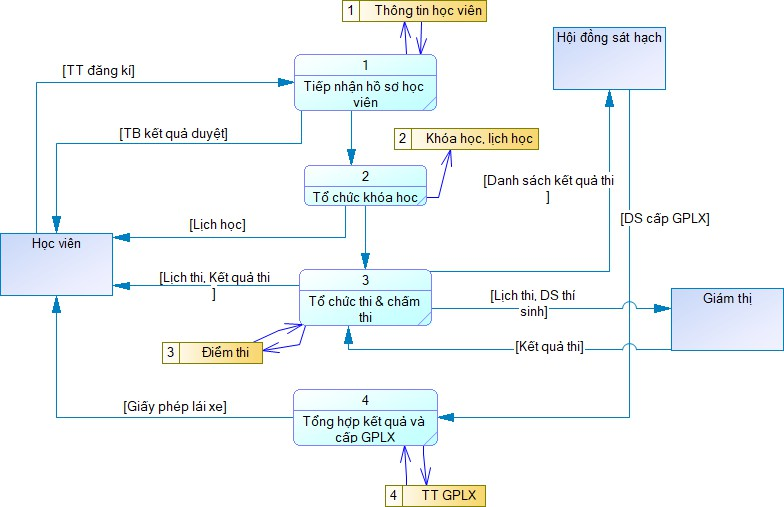 1 Thông tin học viên
Hội đồng sát hạch
1
Tiếp nhận hồ sơ học
viên
[TT đăng kí]
[TB kết quả duyệt]
2 Khóa học, lịch học
2
Tổ chức khóa hoc
[Danh sách kết quả thi
]
[DS cấp GPLX]
[Lịch học]
Học viên
[Lịch thi, Kết quả thi
]
3
Tổ chức thi & chấm
thi
[Lịch thi, DS thí
sinh]
Giám thị
[Kết quả thi]
3 Điểm thi
4
Tổng hợp kết quả và
cấp GPLX
[Giấy phép lái xe]
4 TT GPLX